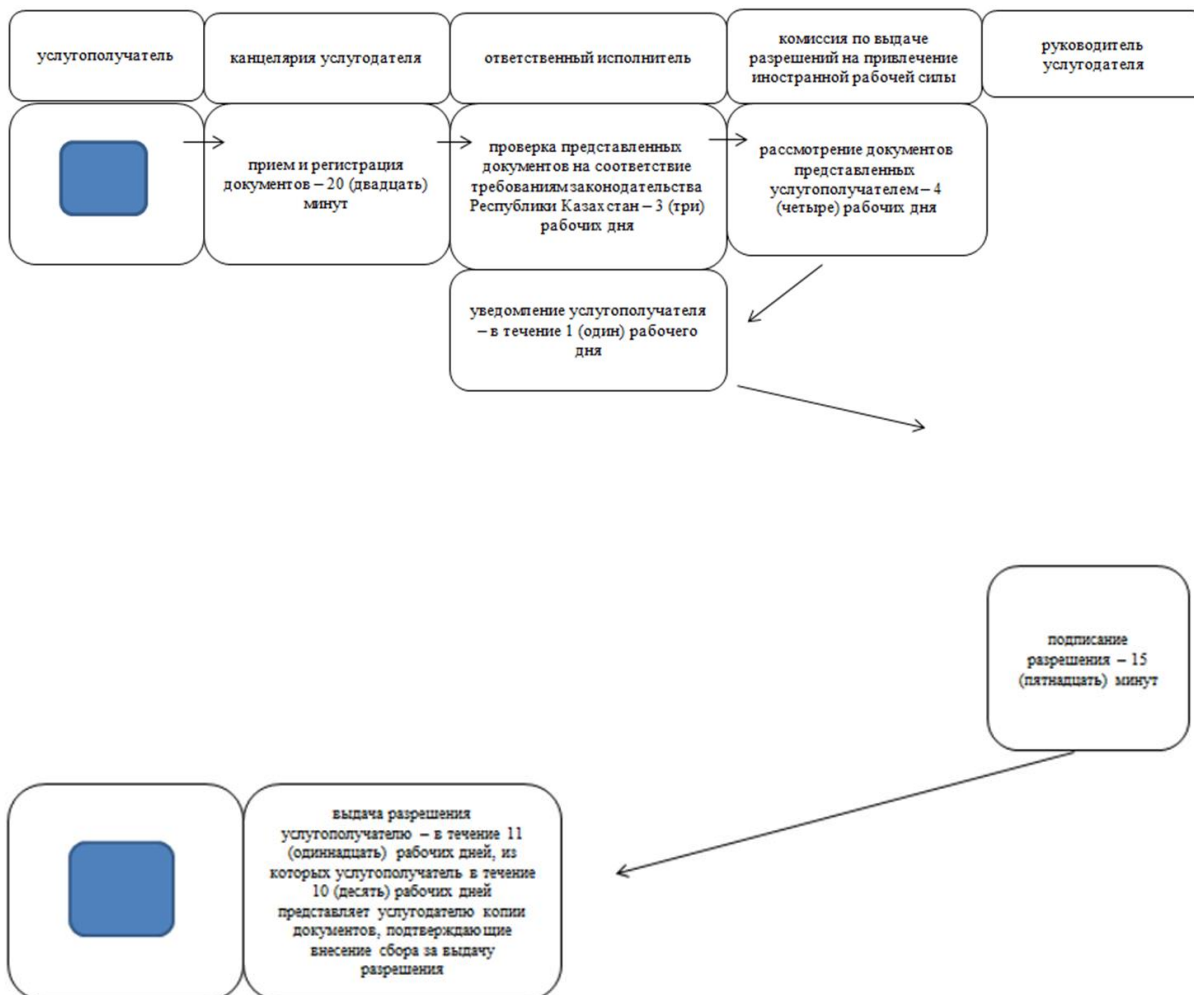 услугополучатель
канцелярия услугодателя
ответственный исполнитель
комиссия по выдаче
разрешений на привлечение
иностранной рабочей силы
руководитель
услугодателя
прием и регистрация
документов – 20 (двадцать)
минут
проверка представленных
документов на соответствие
требованиям законодательства
Республики Казахстан – 3 (три)
рабочих дня
рассмотрение документов
представленных
услугополучателем – 4
(четыре) рабочих дня
уведомление услугополучателя
– в течение 1 (один) рабочего
дня
подписание
разрешения – 15
(пятнадцать) минут
выдача разрешения
услугополучателю – в течение 11
(одиннадцать) рабочих дней, из
которых услугополучатель в течение
10 (десять) рабочих дней
представляет услугодателю копии
документов, подтверждающие
внесение сбора за выдачу
разрешения